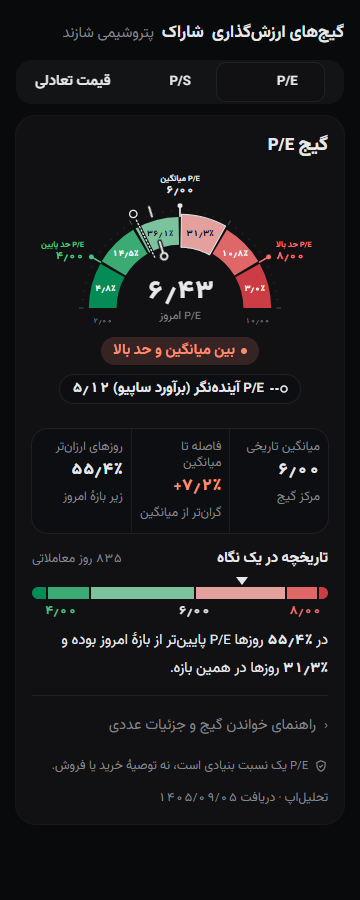 گیج‌های ارزش‌گذاری شاراک پتروشیمی شازند
P/E
P/S
قیمت تعادلی
گیج P/E
P/E میانگین
۶٫۰۰
P/E حد پایین
۴٫۰۰
P/E حد بالا
۸٫۰۰
۴٫۸٪
۱۴٫۵٪
۳۶٫۱٪
۳۱٫۳٪
۱۰٫۸٪
۳٫۰٪
۲٫۰۰
۱۰٫۰۰
۶٫۴۳
P/E امروز
بین میانگین و حد بالا
P/E آینده‌نگر (برآورد ساپیو) ۵٫۱۲
میانگین تاریخی
۶٫۰۰
مرکز گیج
فاصله تا میانگین
+۷٫۲٪
گران‌تر از میانگین
روزهای ارزان‌تر
۵۵٫۴٪
زیر بازهٔ امروز
تاریخچه در یک نگاه
۸۳۵ روز معاملاتی
۸٫۰۰
۶٫۰۰
۴٫۰۰
در ۵۵٫۴٪ روزها P/E پایین‌تر از بازهٔ امروز بوده و
۳۱٫۳٪ روزها در همین بازه.
راهنمای خواندن گیج و جزئیات عددی
P/E یک نسبت بنیادی است، نه توصیهٔ خرید یا فروش.
تحلیل‌اپ · دریافت ۱۴۰۵/۰۹/۰۵